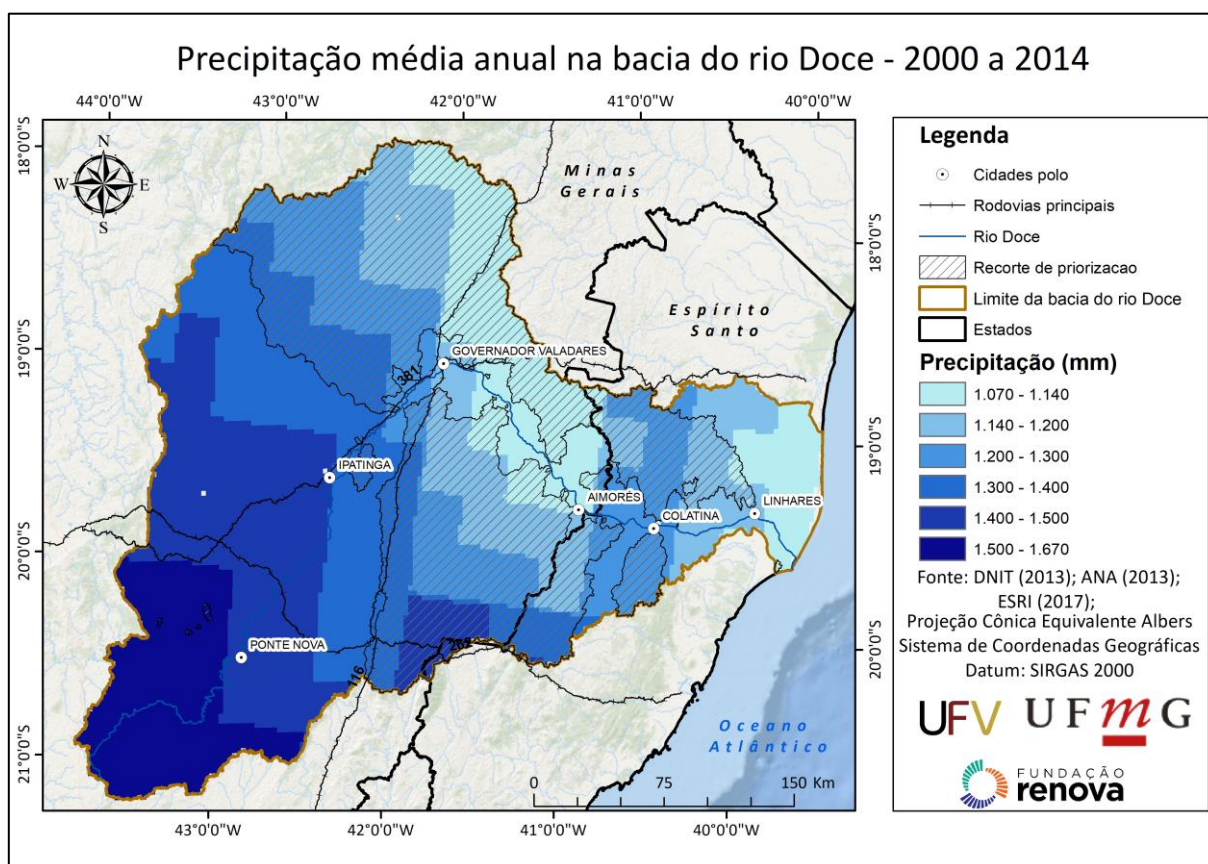 Precipitação média anual na bacia do rio Doce - 2000 a 2014
44°0'0"W
43°0'0"W
42°0'0"W
41°0'0"W
40°0'0"W
18°0'0"S
19°0'0"S
20°0'0"S
21°0'0"S
N
W
E
S
Minas
Gerais
Espírito
Santo
GOVERNADOR VALADARES
381
IPATINGA
AIMORÉS
COLATINA
LINHARES
PONTE NOVA
262
116
Oceano
Atlântico
0
75
150 Km
18°0'0"S
19°0'0"S
20°0'0"S
43°0'0"W
42°0'0"W
41°0'0"W
40°0'0"W
Legenda
Cidades polo
Rodovias principais
Rio Doce
Recorte de priorizacao
Limite da bacia do rio Doce
Estados
Precipitação (mm)
1.070 - 1.140
1.140 - 1.200
1.200 - 1.300
1.300 - 1.400
1.400 - 1.500
1.500 - 1.670
Fonte: DNIT (2013); ANA (2013);
ESRI (2017);
Projeção Cônica Equivalente Albers
Sistema de Coordenadas Geográficas
Datum: SIRGAS 2000
UFV
UFmG
FUNDAÇÃO
renova